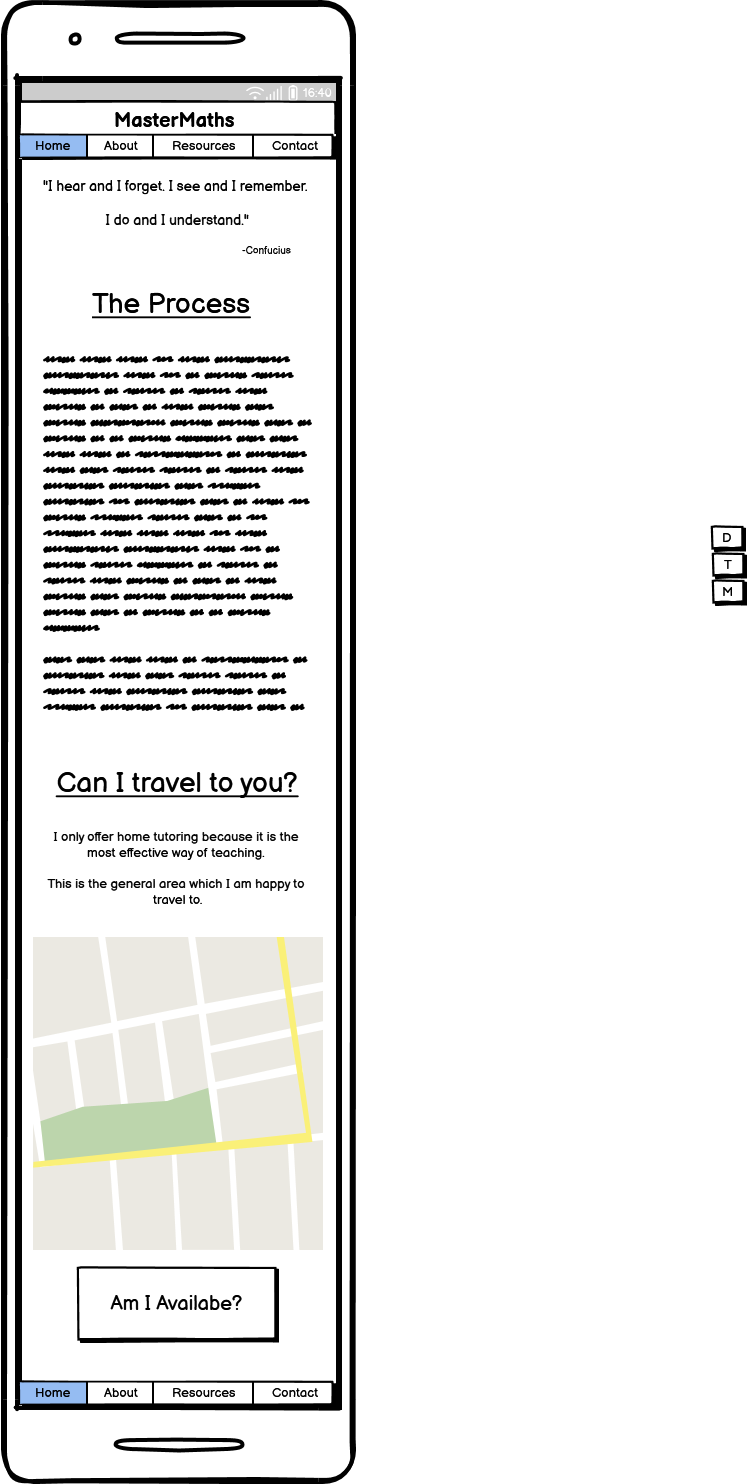 16:40
MasterMaths
Home About Resources Contact
"I hear and I forget. I see and I remember.
I do and I understand."
-Confucius
The Process
Can I travel to you?
I only offer home tutoring because it is the
most effective way of teaching.
This is the general area which I am happy to
travel to.
Am I Availabe?
Home About Resources Contact
D
T
M